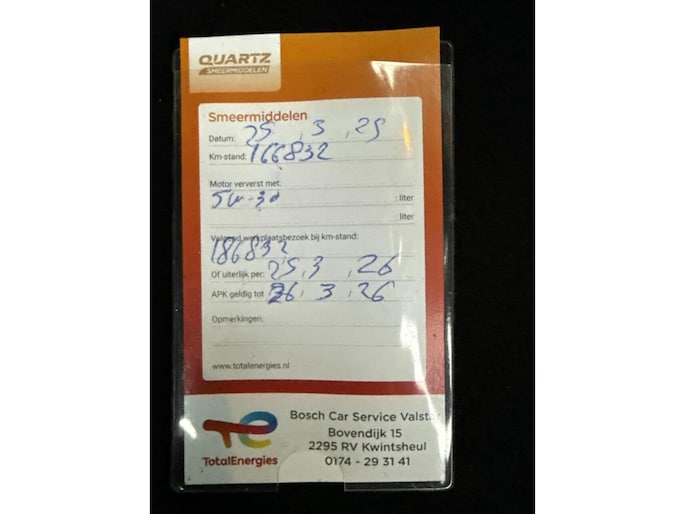 QUARTZ
SMEERMIDDELEN
Smeermiddelen
Datum: 25 . 3 . 25
Km-stand: 166832
Motor ververst met:
5w-30 : liter
: liter
Volgend werkplaatsbezoek bij km-stand:
186832
Of uiterlijk per: 25 . 3 . 26
APK geldig tot 26 . 3 . 26
Opmerkingen:
www.totalenergies.nl
TotalEnergies
Bosch Car Service Valstar
Bovendijk 15
2295 RV Kwintsheul
0174 - 29 31 41